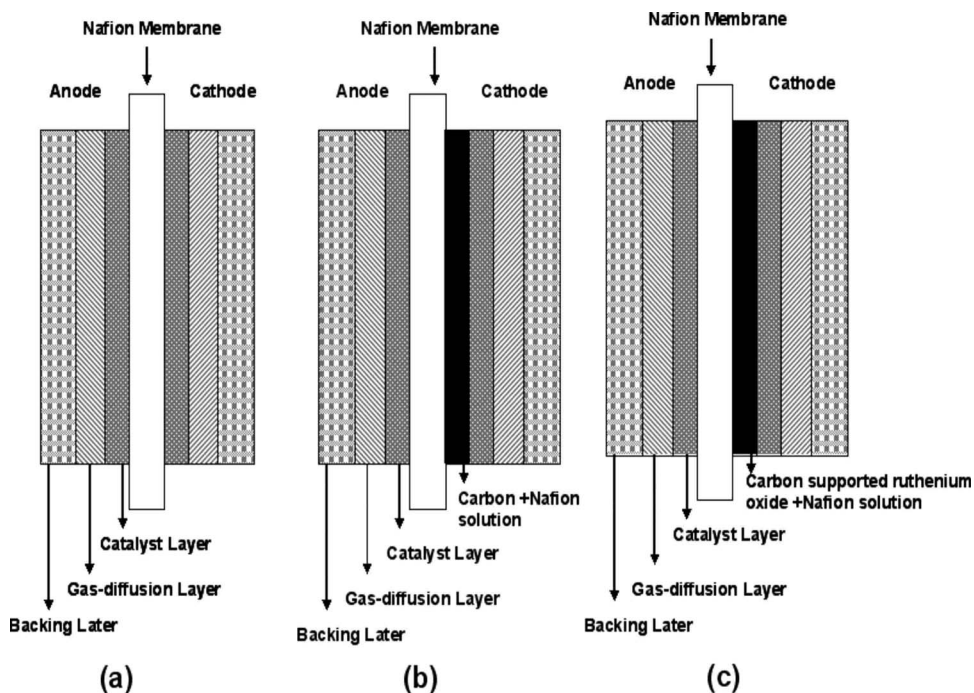 Nafion Membrane
Anode
Cathode
Catalyst Layer
Gas-diffusion Layer
Backing Later
(a)
Nafion Membrane
Anode
Cathode
Carbon +Nafion
solution
Catalyst Layer
Gas-diffusion Layer
Backing Later
(b)
Nafion Membrane
Anode
Cathode
Carbon supported ruthenium
oxide +Nafion solution
Catalyst Layer
Gas-diffusion Layer
Backing Later
(c)